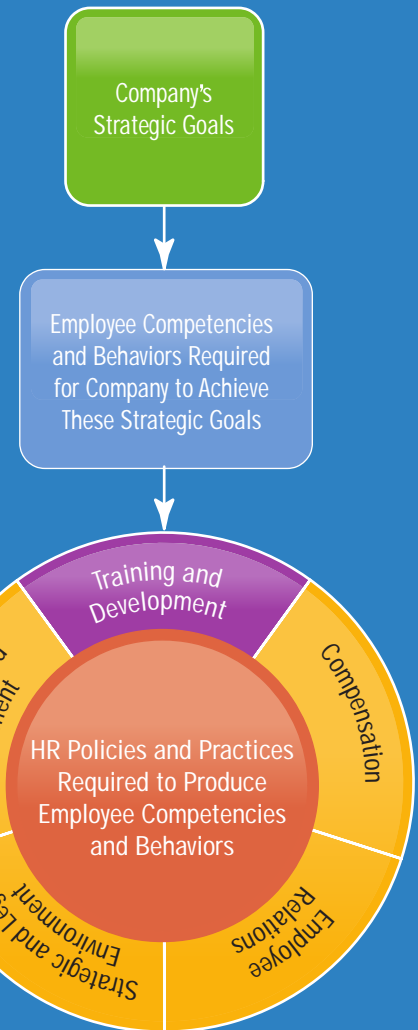 Company's
Strategic Goals
Employee Competencies
and Behaviors Required
for Company to Achieve
These Strategic Goals
Training and
Development
Compensation
HR Policies and Practices
Required to Produce
Employee Competencies
and Behaviors
Strategic and
Environment
Employee
Relations